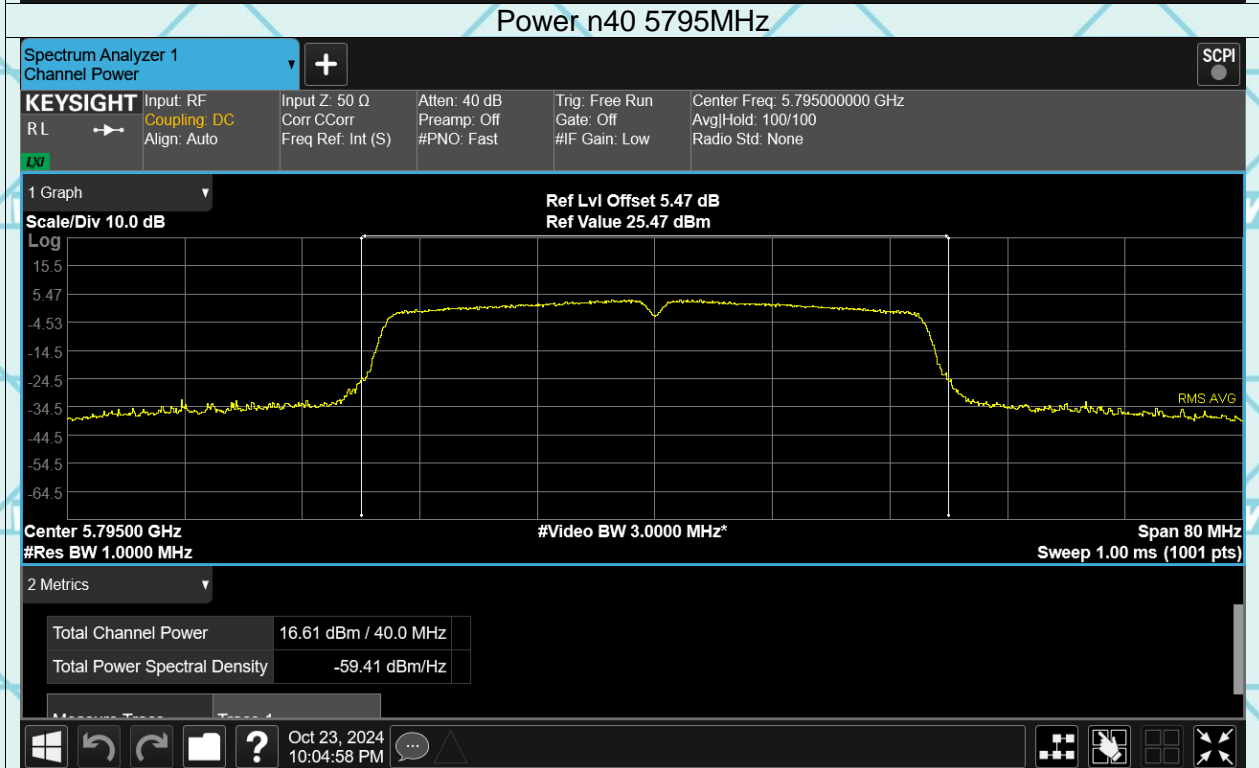 Power n40 5795MHz
Spectrum Analyzer 1
Channel Power
SCPI
KEYSIGHT
R L
LXI
Input: RF
Coupling: DC
Align: Auto
Input Z: 50 Ω
Corr CCorr
Freq Ref: Int (S)
Atten: 40 dB
Preamp: Off
#PNO: Fast
Trig: Free Run
Gate: Off
#IF Gain: Low
Center Freq: 5.795000000 GHz
Avg|Hold: 100/100
Radio Std: None
1 Graph
Ref Lvl Offset 5.47 dB
Scale/Div 10.0 dB
Ref Value 25.47 dBm
Log
15.5
5.47
-4.53
-14.5
-24.5
-34.5
RMS AVG
-44.5
-54.5
-64.5
Center 5.79500 GHz
#Video BW 3.0000 MHz*
Span 80 MHz
#Res BW 1.0000 MHz
Sweep 1.00 ms (1001 pts)
2 Metrics
Total Channel Power 16.61 dBm / 40.0 MHz
Total Power Spectral Density -59.41 dBm/Hz
Measure Trace Trace 1
Oct 23, 2024
10:04:58 PM